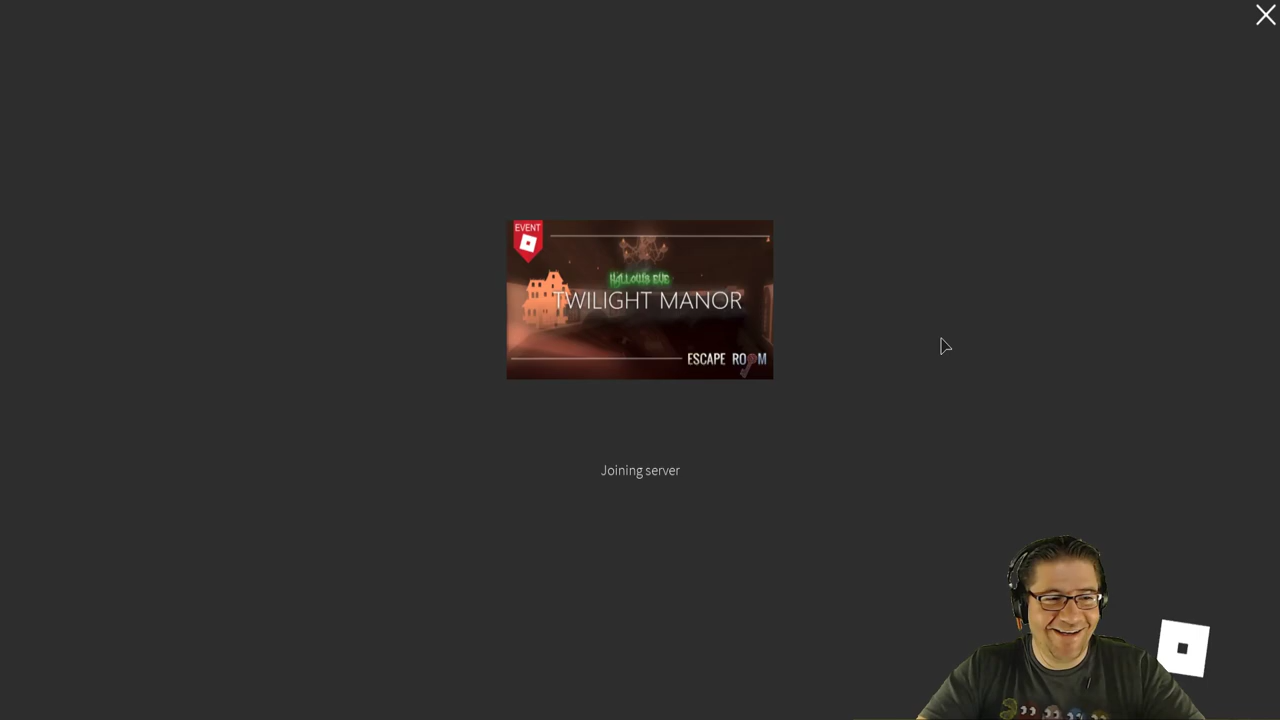 EVENT
HALLOW'S EVE
TWILIGHT MANOR
ESCAPE ROOM
Joining server